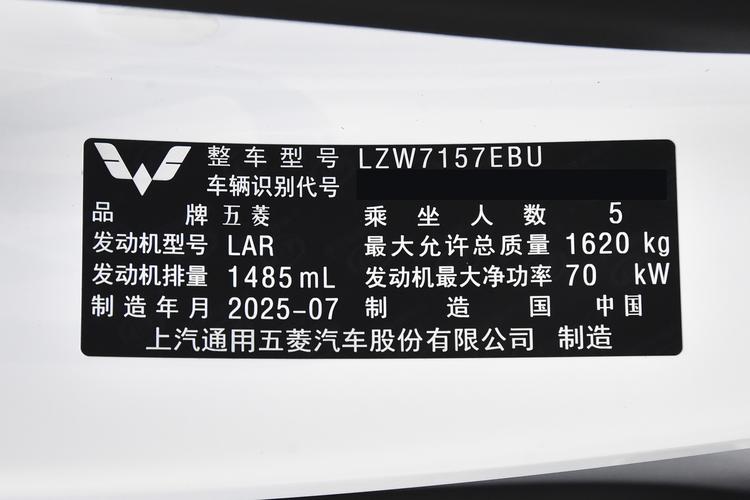 整车型号 LZW7157EBU
车辆识别代号
品牌 五菱 乘坐人数 5
发动机型号 LAR 最大允许总质量 1620 kg
发动机排量 1485 mL 发动机最大净功率 70 kW
制造年月 2025-07 制造国 中国
上汽通用五菱汽车股份有限公司 制造